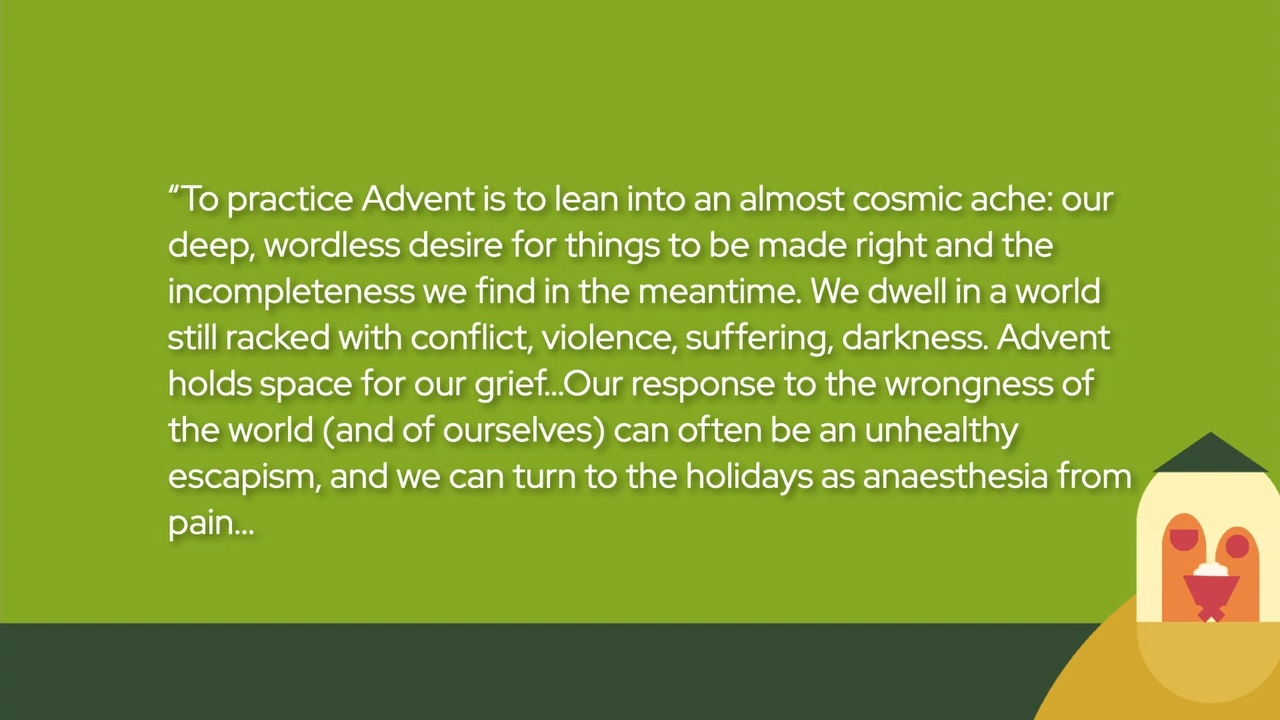 “To practice Advent is to lean into an almost cosmic ache: our
deep, wordless desire for things to be made right and the
incompleteness we find in the meantime. We dwell in a world
still racked with conflict, violence, suffering, darkness. Advent
holds space for our grief...Our response to the wrongness of
the world (and of ourselves) can often be an unhealthy
escapism, and we can turn to the holidays as anaesthesia from
pain...